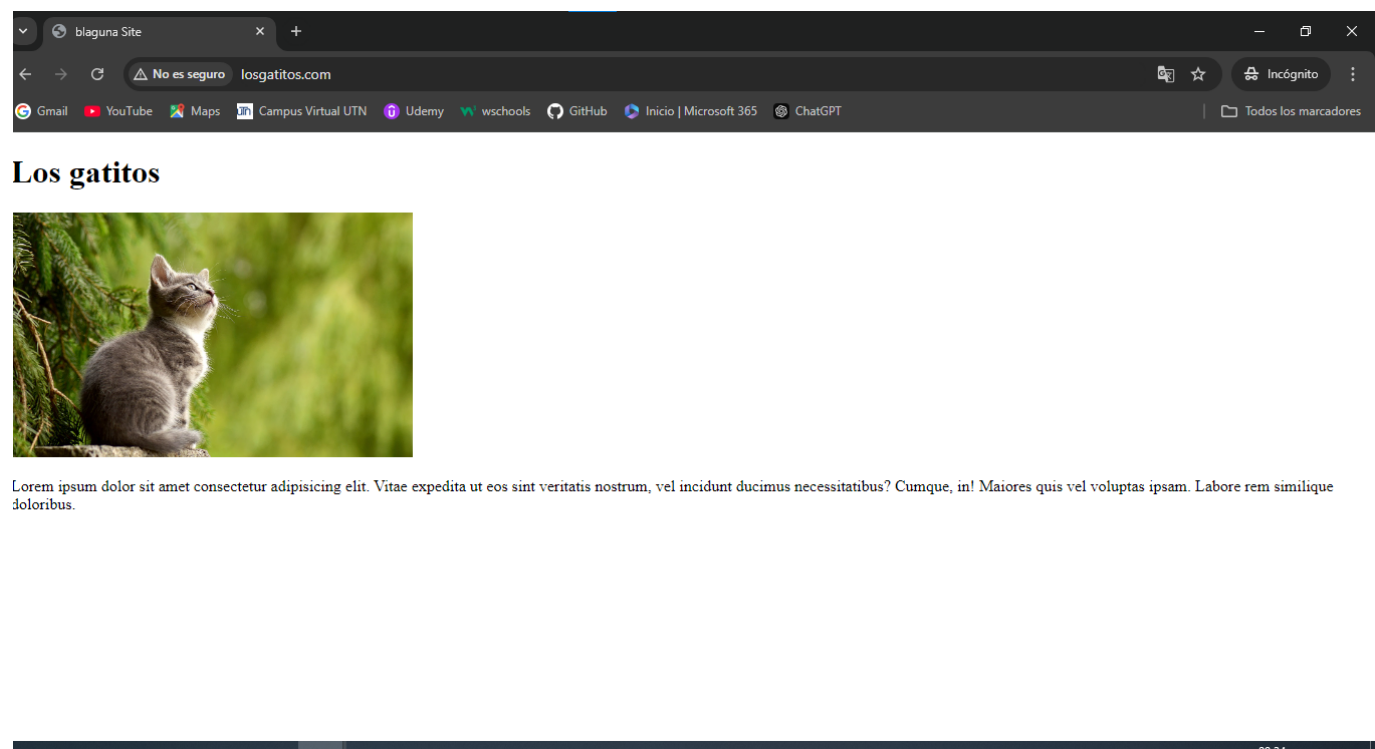 blaguna Site
No es seguro losgatitos.com Incógnito
Gmail YouTube Maps Campus Virtual UTN Udemy wschools GitHub Inicio | Microsoft 365 ChatGPT Todos los marcadores
Los gatitos
Lorem ipsum dolor sit amet consectetur adipisicing elit. Vitae expedita ut eos sint veritatis nostrum, vel incidunt ducimus necessitatibus? Cumque, in! Maiores quis vel voluptas ipsam. Labore rem similique
doloribus.